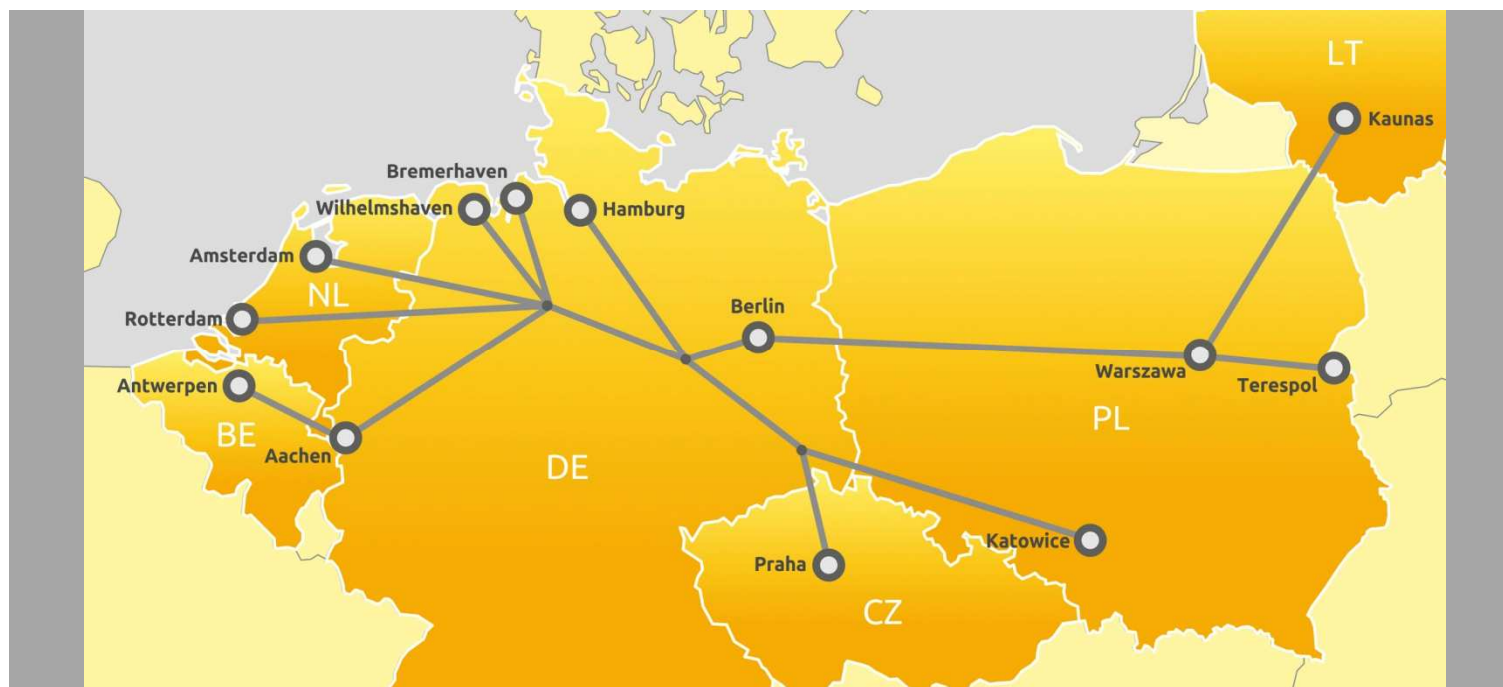 LT
Kaunas
Bremerhaven
Wilhelmshaven
Hamburg
Amsterdam
NL
Rotterdam
Berlin
Antwerpen
Warszawa
Terespol
BE
Aachen
DE
PL
Katowice
Praha
CZ